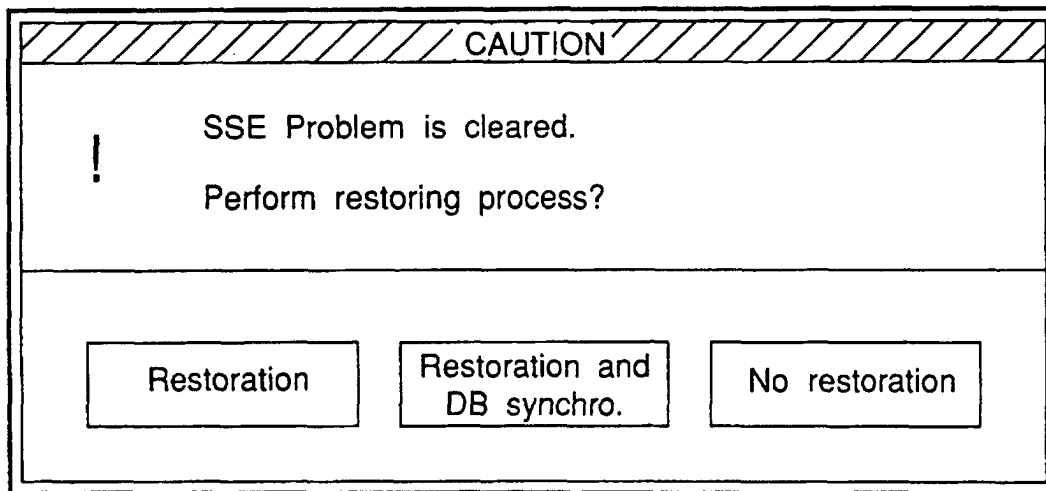 CAUTION
!
SSE Problem is cleared.
Perform restoring process?
Restoration
Restoration and
DB synchro.
No restoration